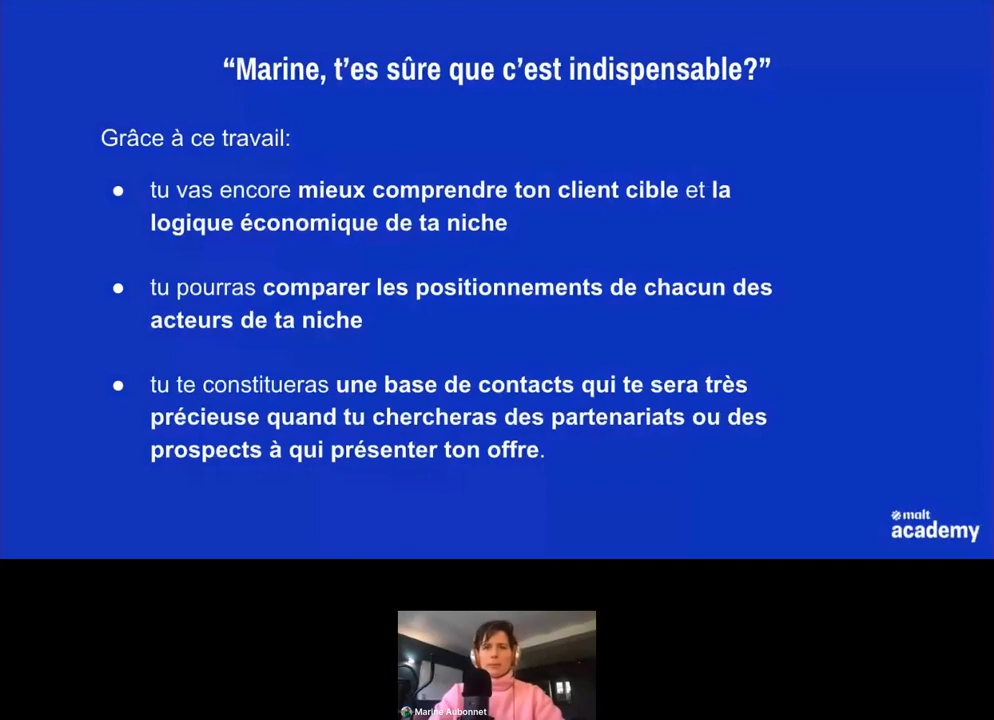 “Marine, t’es sûre que c’est indispensable?”
Grâce à ce travail:
● tu vas encore mieux comprendre ton client cible et la
logique économique de ta niche
● tu pourras comparer les positionnements de chacun des
acteurs de ta niche
● tu te constitueras une base de contacts qui te sera très
précieuse quand tu chercheras des partenariats ou des
prospects à qui présenter ton offre.
malt
academy
Marine Aubonnet